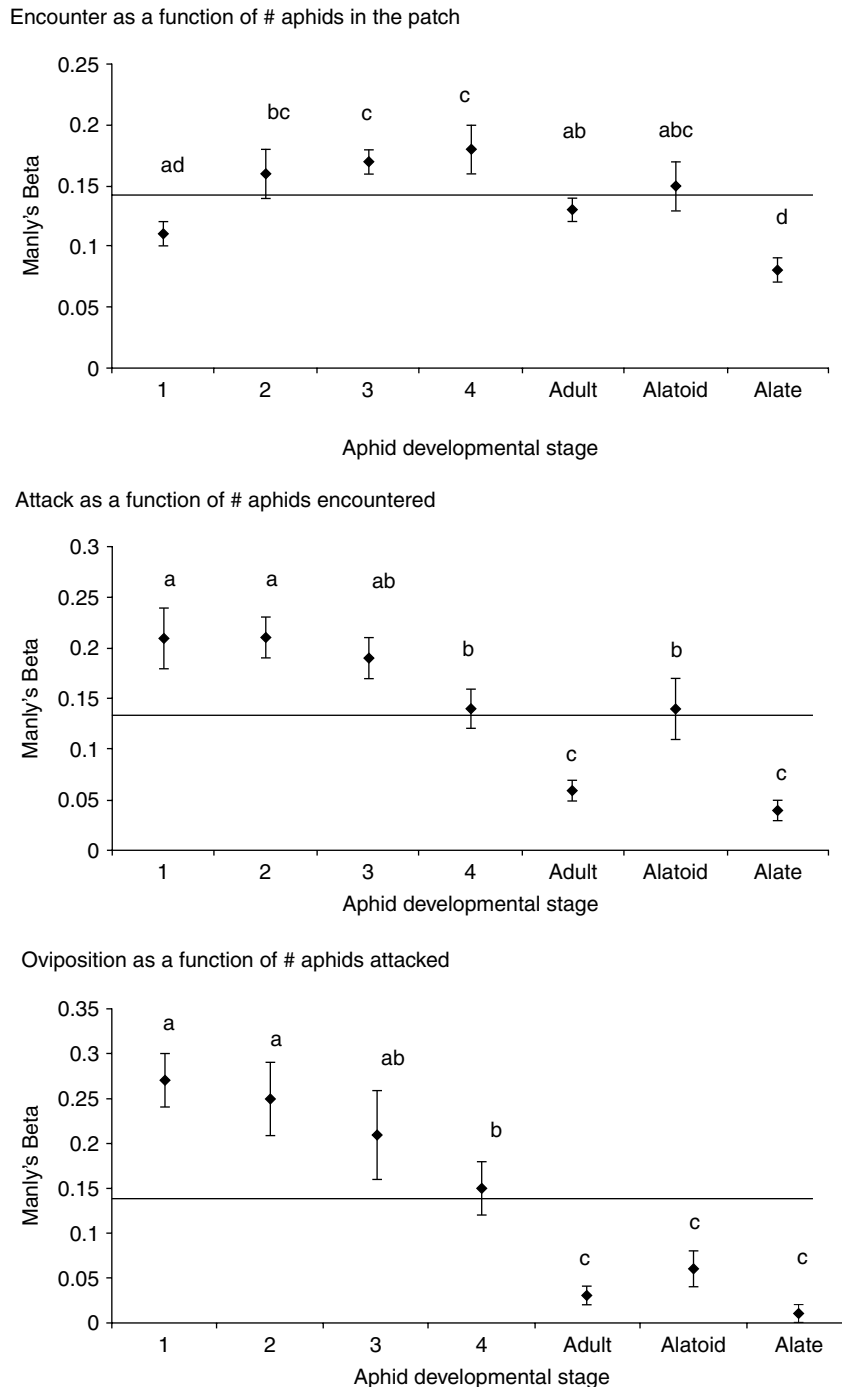 Encounter as a function of # aphids in the patch
0.25
0.2
0.15
0.1
0.05
0
Manly's Beta
ad
bc
c
c
ab
abc
d
1 2 3 4 Adult Alatoid Alate
Aphid developmental stage
Attack as a function of # aphids encountered
0.3
0.25
0.2
0.15
0.1
0.05
0
Manly's Beta
a
a
ab
b
c
b
c
1 2 3 4 Adult Alatoid Alate
Aphid developmental stage
Oviposition as a function of # aphids attacked
0.35
0.3
0.25
0.2
0.15
0.1
0.05
0
Manly's Beta
a
a
ab
b
c
c
c
1 2 3 4 Adult Alatoid Alate
Aphid developmental stage